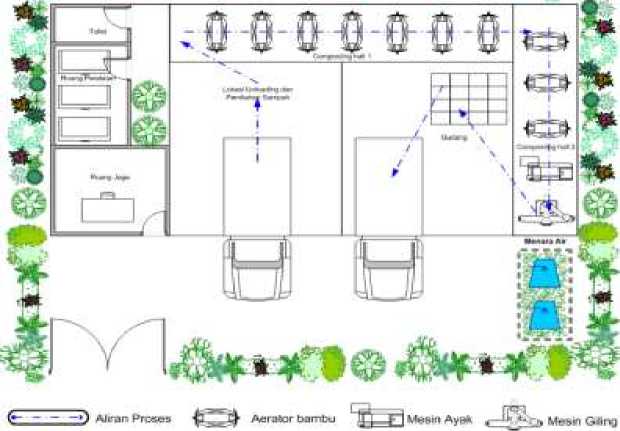 Toilet
Composting hall 1
Ruang Peralatan
Lokasi Unloading dan
Pemilahan Sampah
Gudang
Composting hall 2
Ruang Jaga
Menara Air
Aliran Proses
Aerator bambu
Mesin Ayak
Mesin Giling